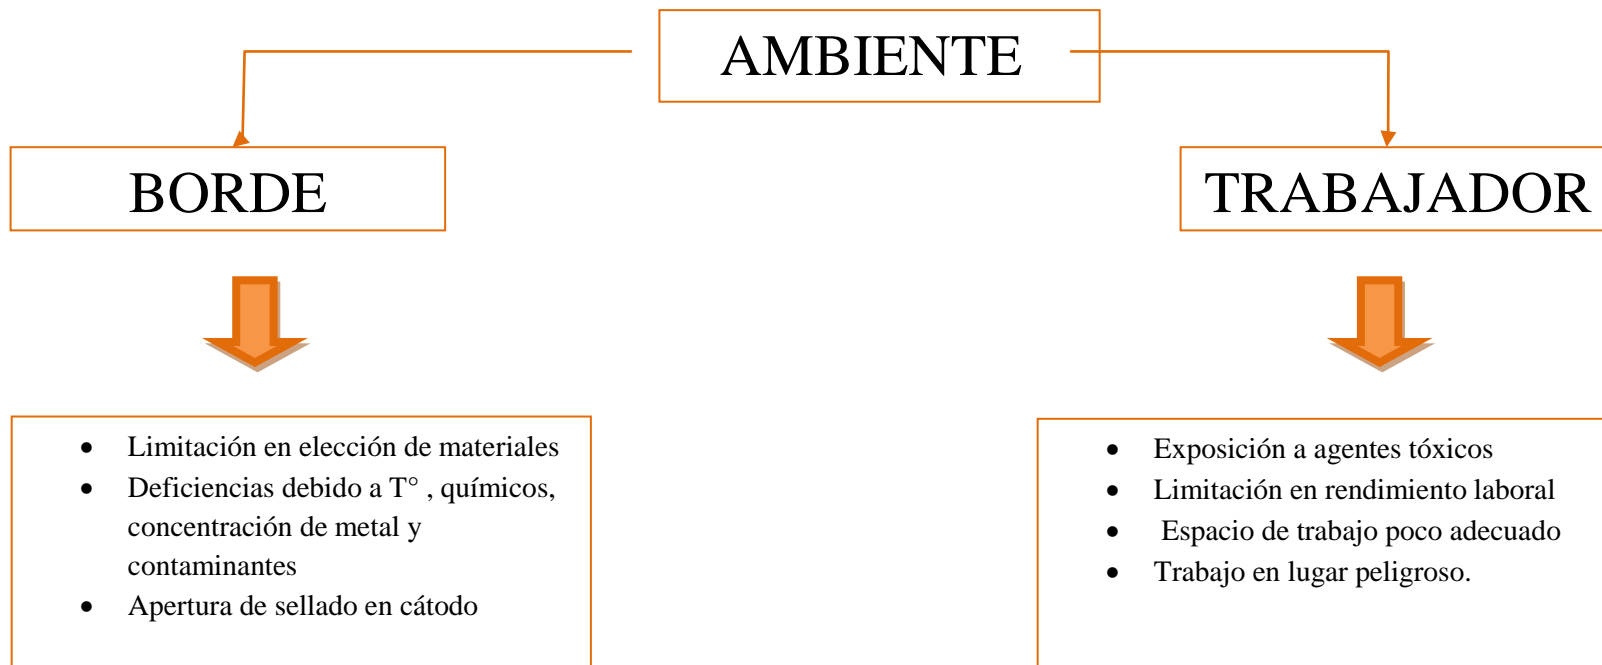 AMBIENTE
BORDE
TRABAJADOR
• Limitación en elección de materiales
• Deficiencias debido a T° , químicos,
concentración de metal y
contaminantes
• Apertura de sellado en cátodo
• Exposición a agentes tóxicos
• Limitación en rendimiento laboral
• Espacio de trabajo poco adecuado
• Trabajo en lugar peligroso.